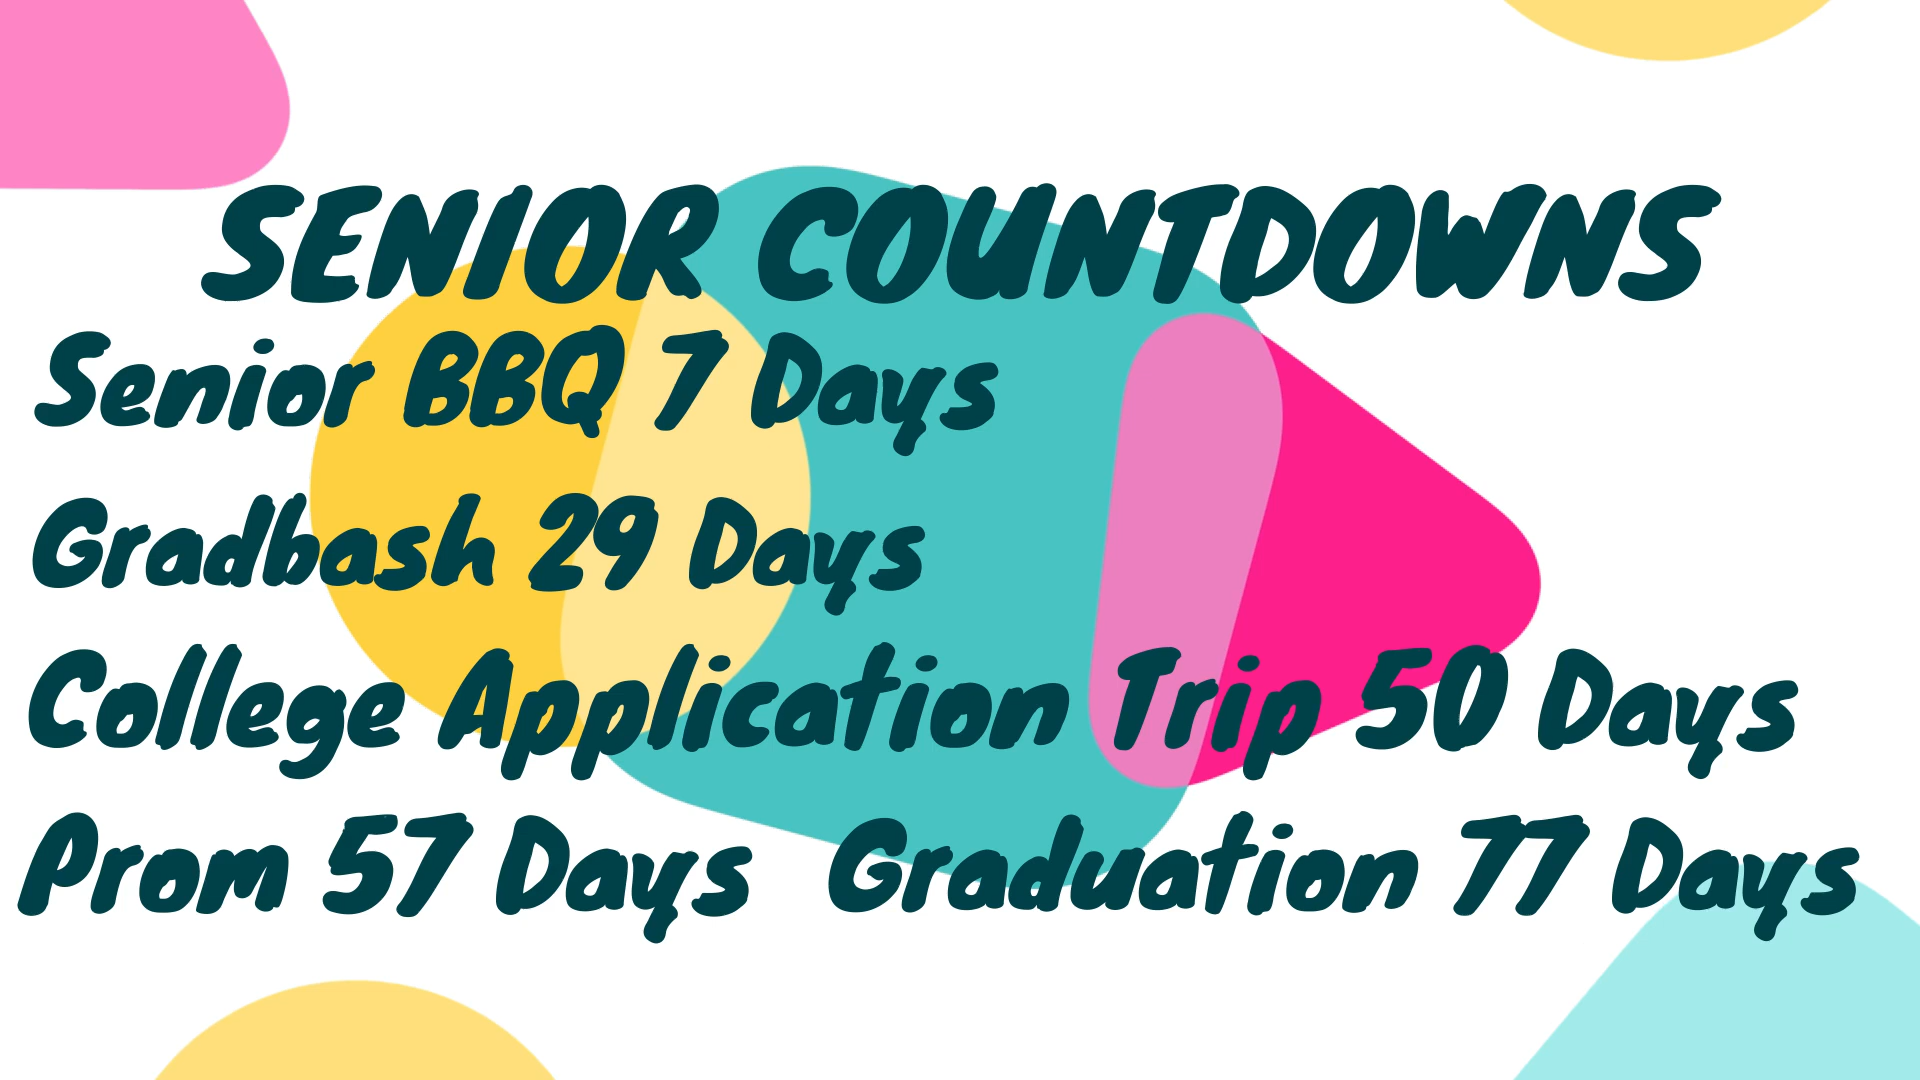 SENIOR COUNTDOWNS
Senior BBQ 7 Days
Gradbash 29 Days
College Application Trip 50 Days
Prom 57 Days  Graduation 77 Days